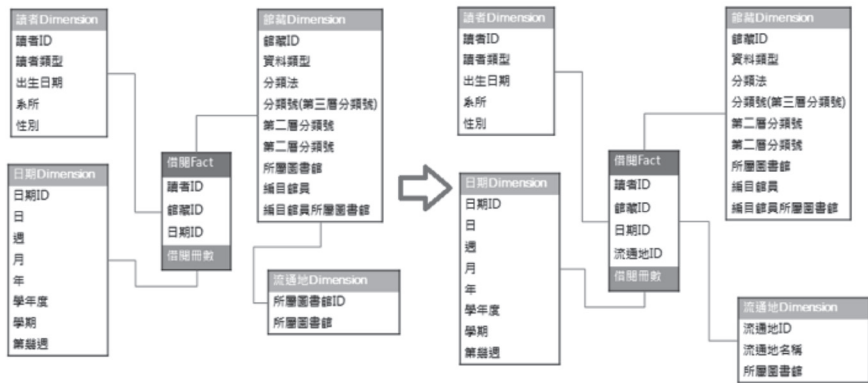 讀者Dimension
讀者ID
讀者類型
出生日期
系所
性別
館藏Dimension
館藏ID
資料類型
分類法
分類號(第三層分類號)
第二層分類號
第二層分類號
所屬圖書館
編目館員
編目館員所屬圖書館
日期Dimension
日期ID
日
週
月
年
學年度
學期
第幾週
借閱Fact
讀者ID
館藏ID
日期ID
借閱冊數
流通地Dimension
所屬圖書館ID
所屬圖書館
讀者Dimension
讀者ID
讀者類型
出生日期
系所
性別
館藏Dimension
館藏ID
資料類型
分類法
分類號(第三層分類號)
第二層分類號
第二層分類號
所屬圖書館
編目館員
編目館員所屬圖書館
日期Dimension
日期ID
日
週
月
年
學年度
學期
第幾週
借閱Fact
讀者ID
館藏ID
日期ID
流通地ID
借閱冊數
流通地Dimension
流通地ID
流通地名稱
所屬圖書館